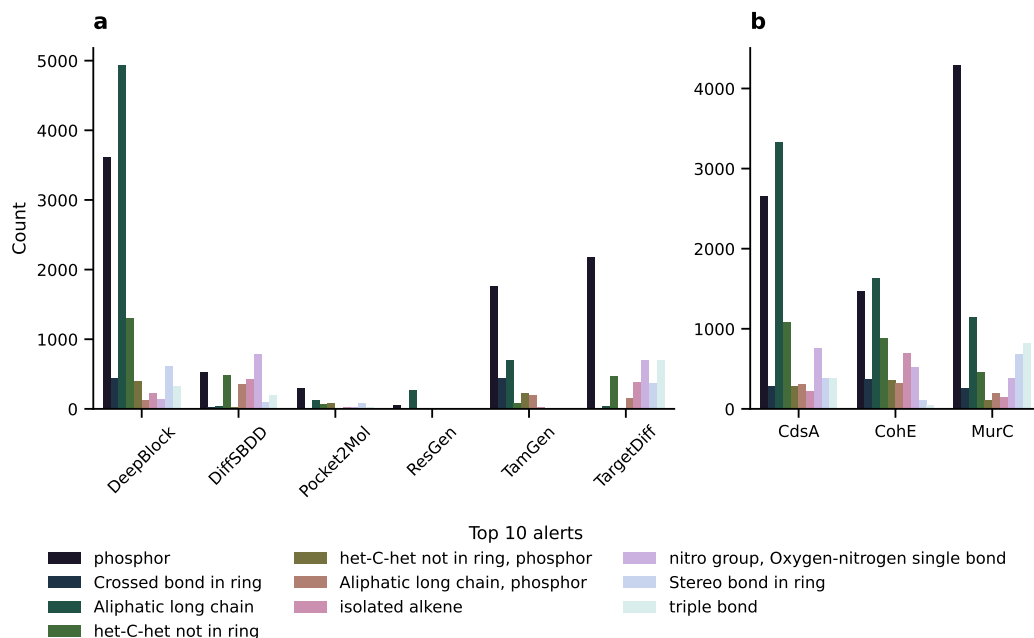 a
b
5000
4000
3000
2000
1000
0
Count
DeepBlock
DiffSBDD
Pocket2Mol
ResGen
TamGen
TargetDiff
4000
3000
2000
1000
0
CdsA
CohE
MurC
Top 10 alerts
phosphor
Crossed bond in ring
Aliphatic long chain
het-C-het not in ring
het-C-het not in ring, phosphor
Aliphatic long chain, phosphor
isolated alkene
nitro group, Oxygen-nitrogen single bond
Stereo bond in ring
triple bond